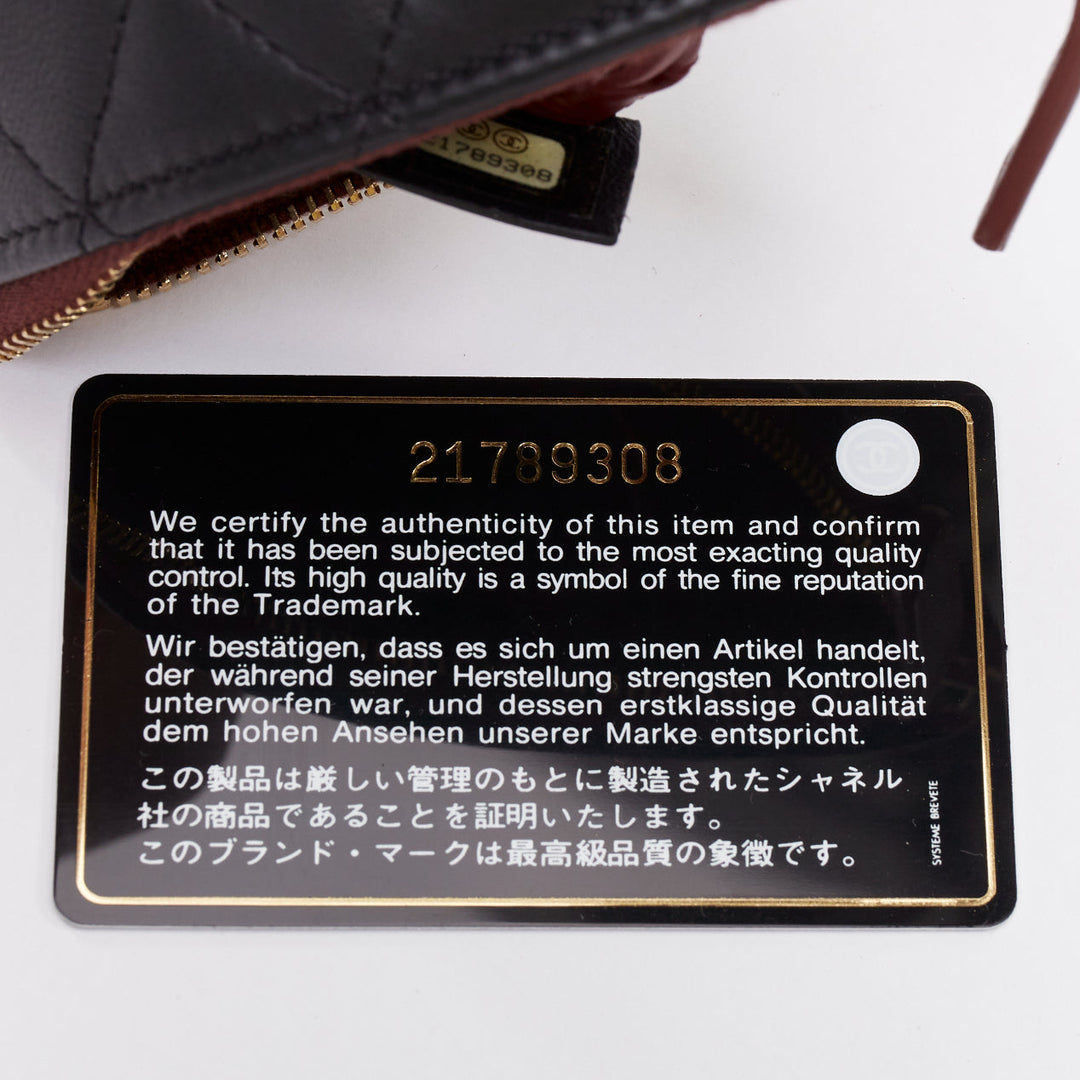 21789308
21789308
We certify the authenticity of this item and confirm
that it has been subjected to the most exacting quality
control. Its high quality is a symbol of the fine reputation
of the Trademark.
Wir bestätigen, dass es sich um einen Artikel handelt,
der während seiner Herstellung strengsten Kontrollen
unterworfen war, und dessen erstklassige Qualität
dem hohen Ansehen unserer Marke entspricht.
この製品は厳しい管理のもとに製造されたシャネル
社の商品であることを証明いたします。
このブランド・マークは最高級品質の象徴です。
SYSTEME BREVETE